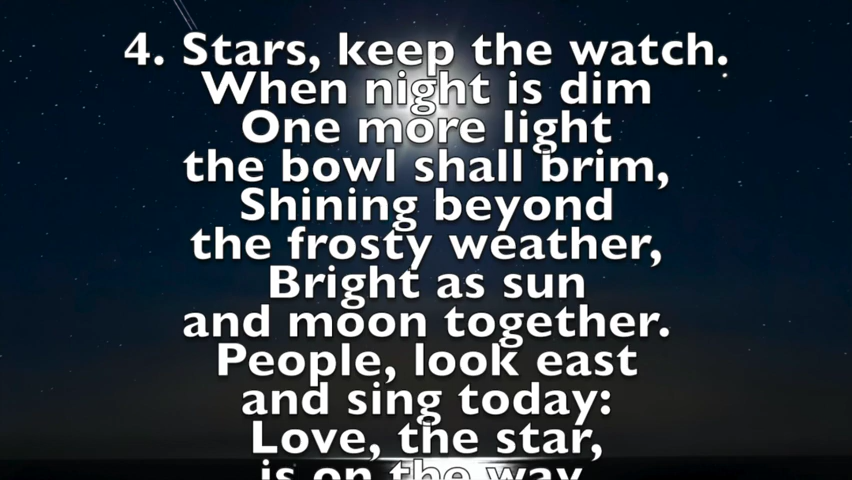 4. Stars, keep the watch.
When night is dim
One more light
the bowl shall brim,
Shining beyond
the frosty weather,
Bright as sun
and moon together.
People, look east
and sing today:
Love, the star,
is on the way.